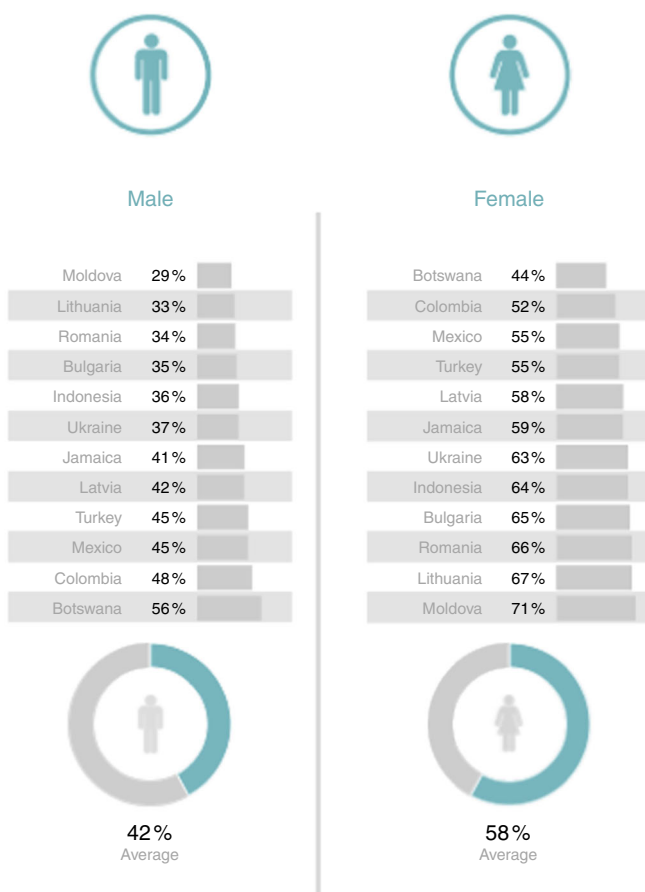 Male
Moldova 29%
Lithuania 33%
Romania 34%
Bulgaria 35%
Indonesia 36%
Ukraine 37%
Jamaica 41%
Latvia 42%
Turkey 45%
Mexico 45%
Colombia 48%
Botswana 56%
42%
Average
Female
Botswana 44%
Colombia 52%
Mexico 55%
Turkey 55%
Latvia 58%
Jamaica 59%
Ukraine 63%
Indonesia 64%
Bulgaria 65%
Romania 66%
Lithuania 67%
Moldova 71%
58%
Average